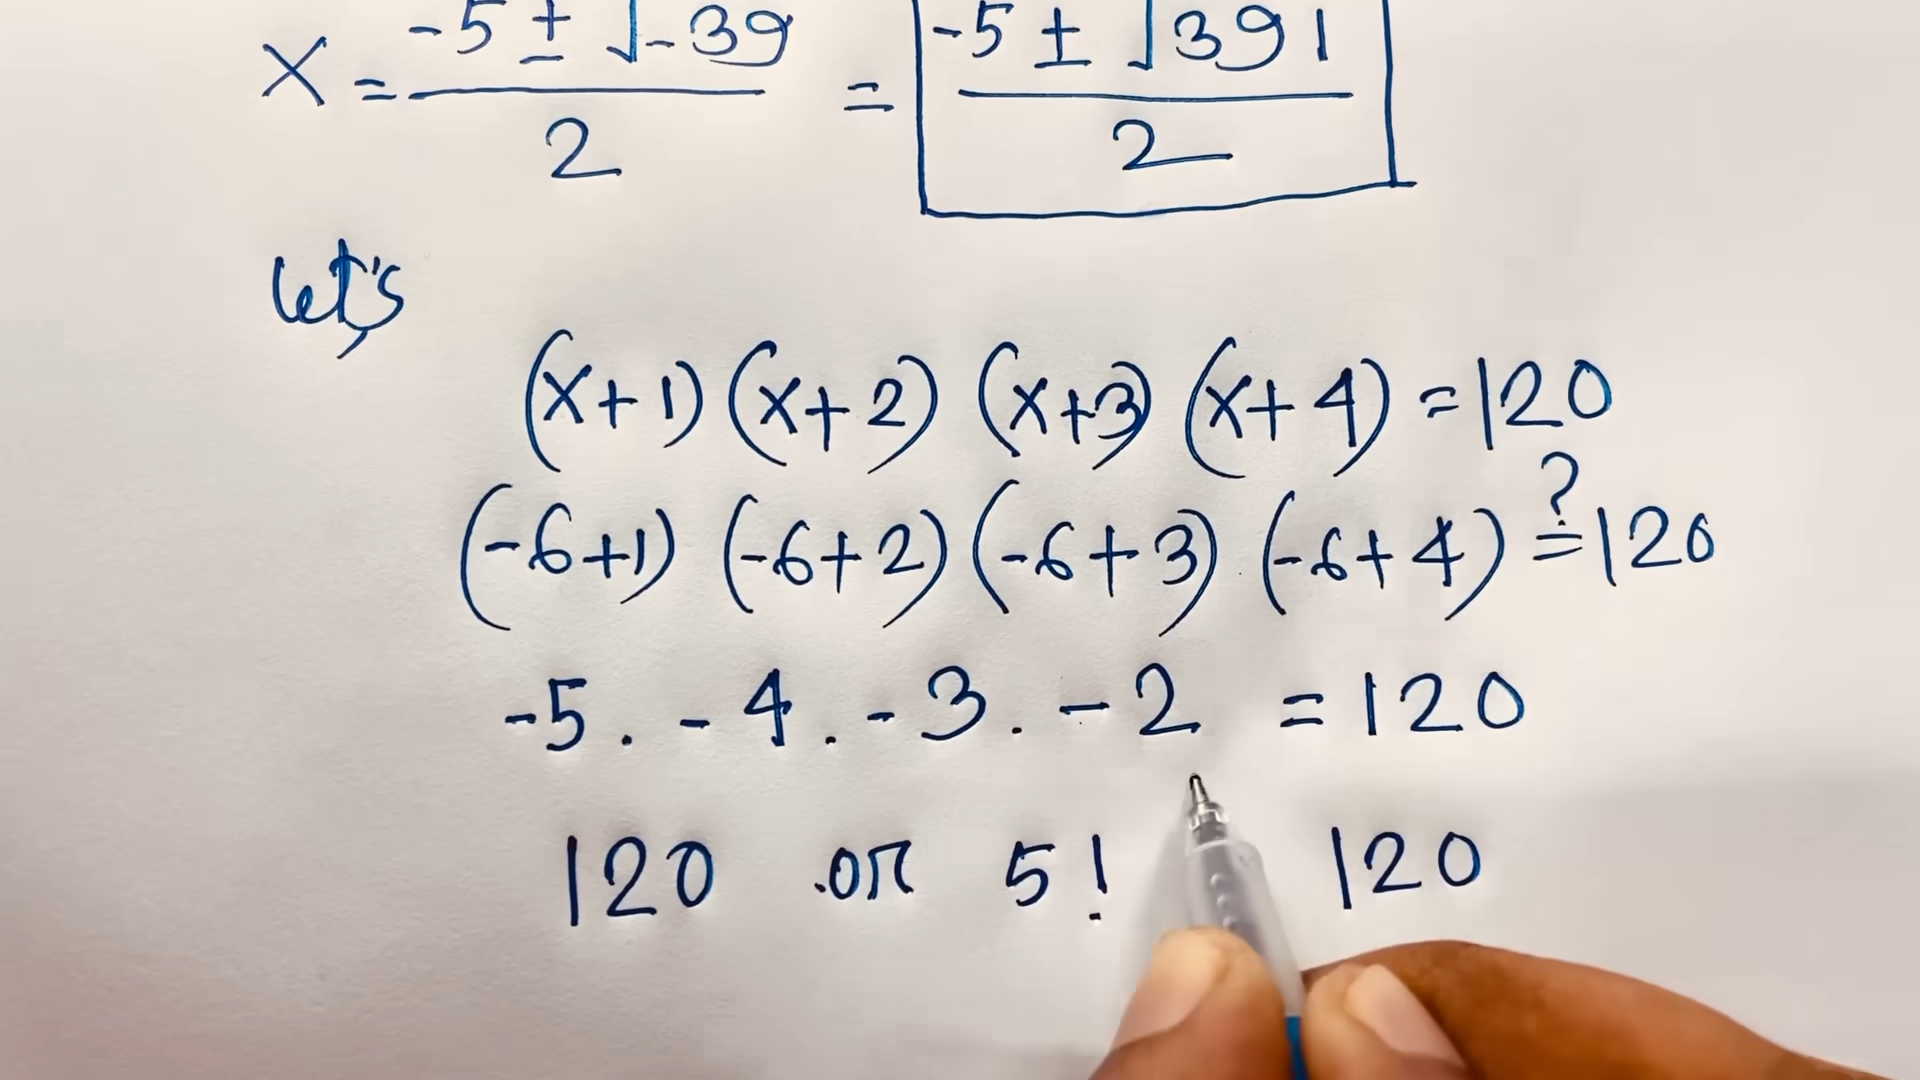 x = (-5 ± √-39)/2 = (-5 ± √391)/2
let's
(x+1) (x+2) (x+3) (x+4) = 120
(-6+1) (-6+2) (-6+3) (-6+4) ?= 120
-5 . -4 . -3 . -2 = 120
120 or 5! 120